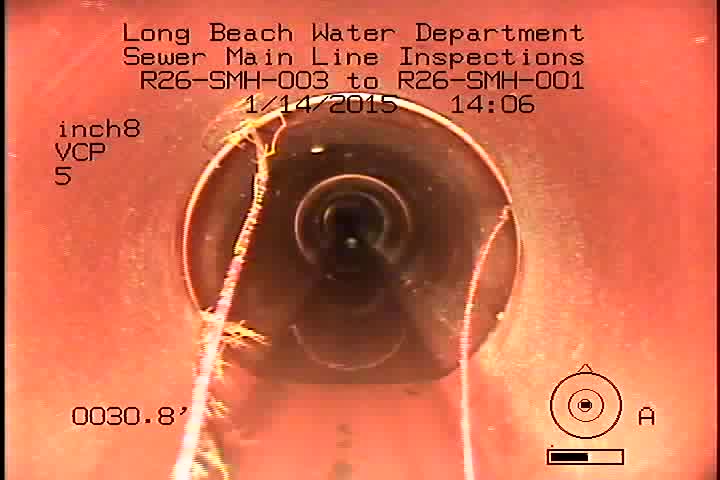 Long Beach Water Department
Sewer Main Line Inspections
R26-SMH-003 to R26-SMH-001
1/14/2015 14:06
inch8
VCP
5
0030.8'
A